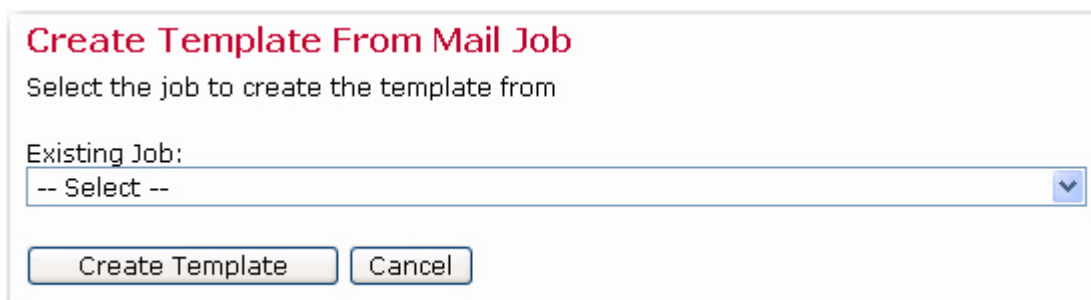 Create Template From Mail Job
Select the job to create the template from
Existing Job:
-- Select --
Create Template Cancel